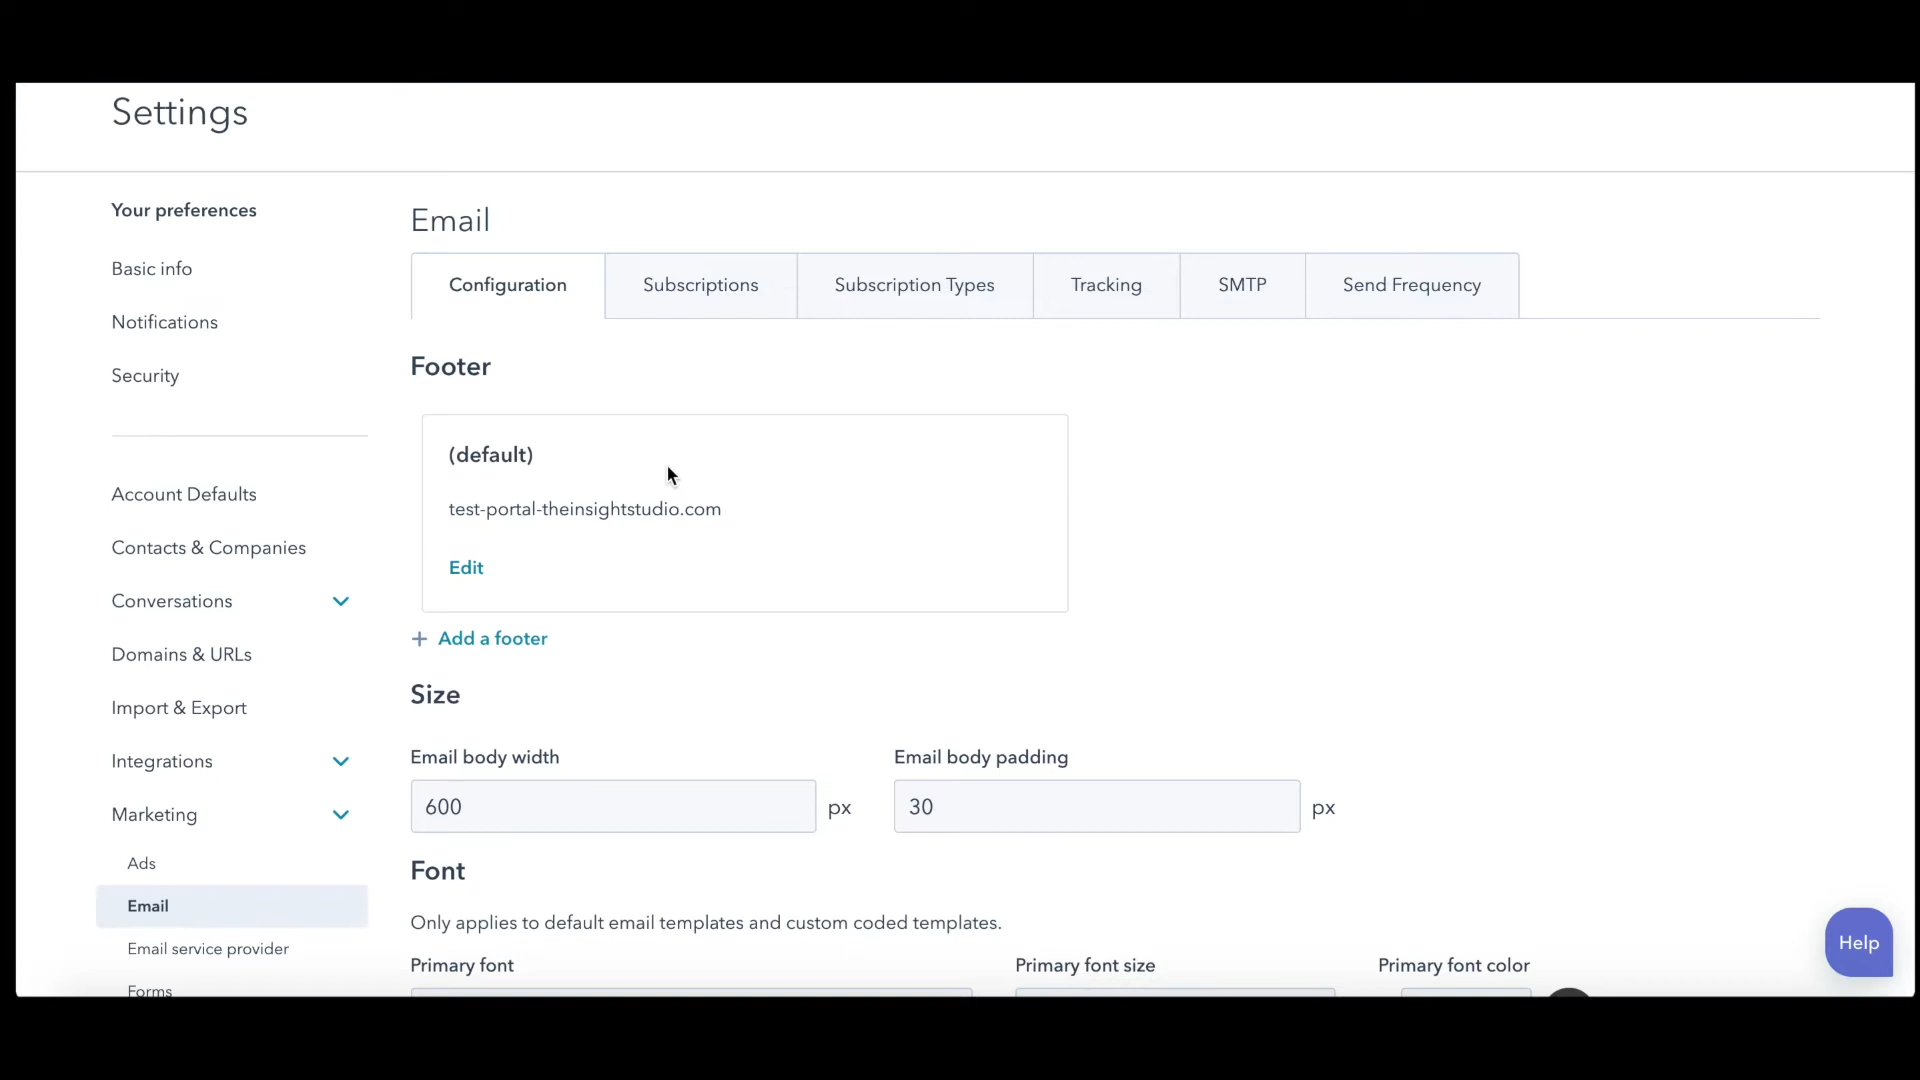 Settings
Your preferences
Basic info
Notifications
Security
Account Defaults
Contacts & Companies
Conversations
Domains & URLs
Import & Export
Integrations
Marketing
Ads
Email
Email service provider
Forms
Email
Configuration
Subscriptions
Subscription Types
Tracking
SMTP
Send Frequency
Footer
(default)
test-portal-theinsightstudio.com
Edit
+ Add a footer
Size
Email body width
Email body padding
600 px
30 px
Font
Only applies to default email templates and custom coded templates.
Primary font
Primary font size
Primary font color
Help